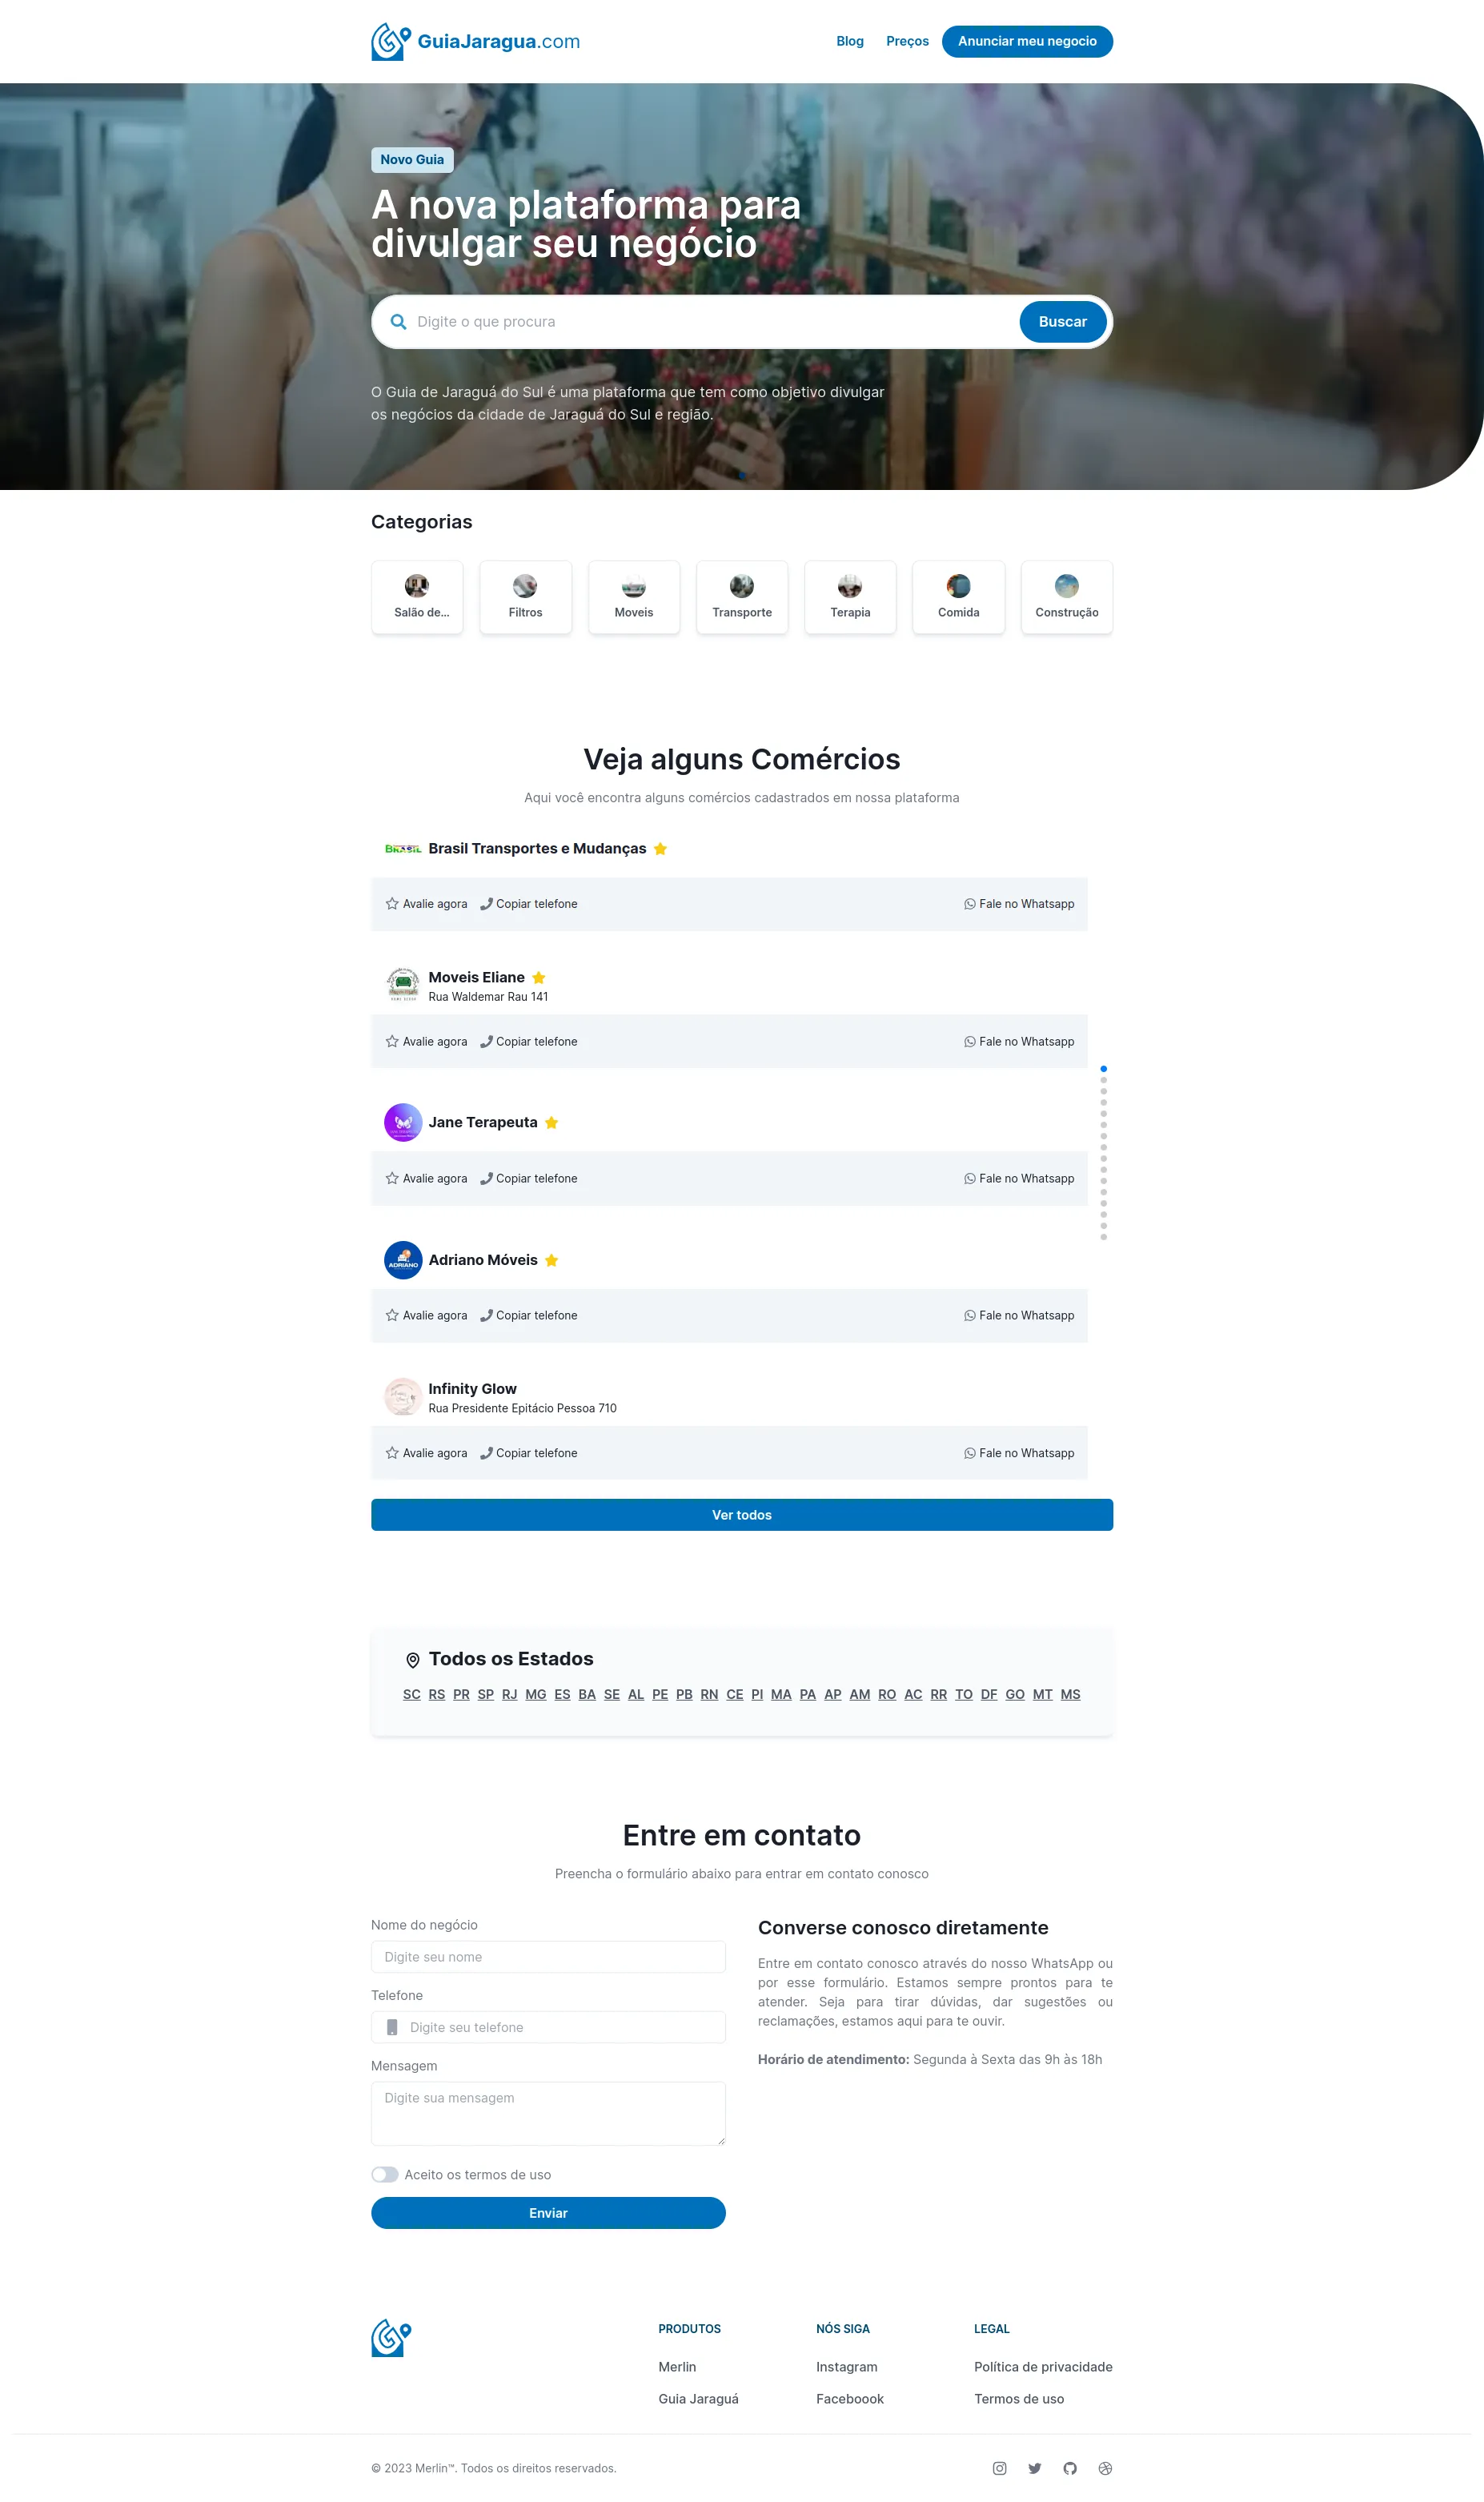 GuiaJaragua.com
Blog
Preços
Anunciar meu negocio
Novo Guia
A nova plataforma para
divulgar seu negócio
Digite o que procura
Buscar
O Guia de Jaraguá do Sul é uma plataforma que tem como objetivo divulgar
os negócios da cidade de Jaraguá do Sul e região.
Categorias
Salão de...
Filtros
Moveis
Transporte
Terapia
Comida
Construção
Veja alguns Comércios
Aqui você encontra alguns comércios cadastrados em nossa plataforma
BRASIL
Brasil Transportes e Mudanças
Avalie agora
Copiar telefone
Fale no Whatsapp
Moveis Eliane
Rua Waldemar Rau 141
Avalie agora
Copiar telefone
Fale no Whatsapp
Jane Terapeuta
Avalie agora
Copiar telefone
Fale no Whatsapp
ADRIANO
Adriano Móveis
Avalie agora
Copiar telefone
Fale no Whatsapp
Infinity Glow
Rua Presidente Epitácio Pessoa 710
Avalie agora
Copiar telefone
Fale no Whatsapp
Ver todos
Todos os Estados
SC RS PR SP RJ MG ES BA SE AL PE PB RN CE PI MA PA AP AM RO AC RR TO DF GO MT MS
Entre em contato
Preencha o formulário abaixo para entrar em contato conosco
Nome do negócio
Digite seu nome
Telefone
Digite seu telefone
Mensagem
Digite sua mensagem
Aceito os termos de uso
Enviar
Converse conosco diretamente
Entre em contato conosco através do nosso WhatsApp ou
por esse formulário. Estamos sempre prontos para te
atender. Seja para tirar dúvidas, dar sugestões ou
reclamações, estamos aqui para te ouvir.
Horário de atendimento: Segunda à Sexta das 9h às 18h
PRODUTOS
Merlin
Guia Jaraguá
NÓS SIGA
Instagram
Faceboook
LEGAL
Política de privacidade
Termos de uso
© 2023 Merlin™. Todos os direitos reservados.